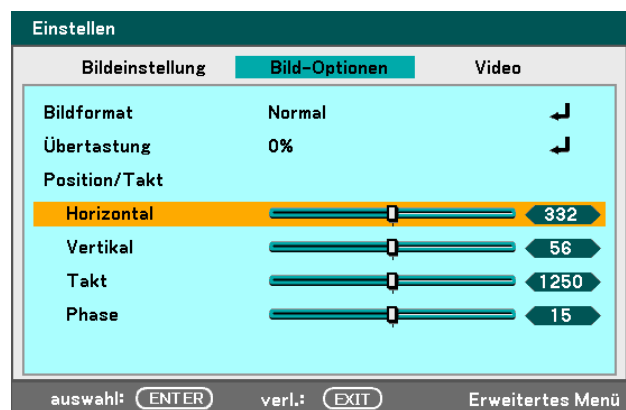 Einstellen
Bildeinstellung Bild-Optionen Video
Bildformat Normal
Übertastung 0%
Position/Takt
Horizontal 332
Vertikal 56
Takt 1250
Phase 15
auswahl: ENTER verl.: EXIT Erweitertes Menü